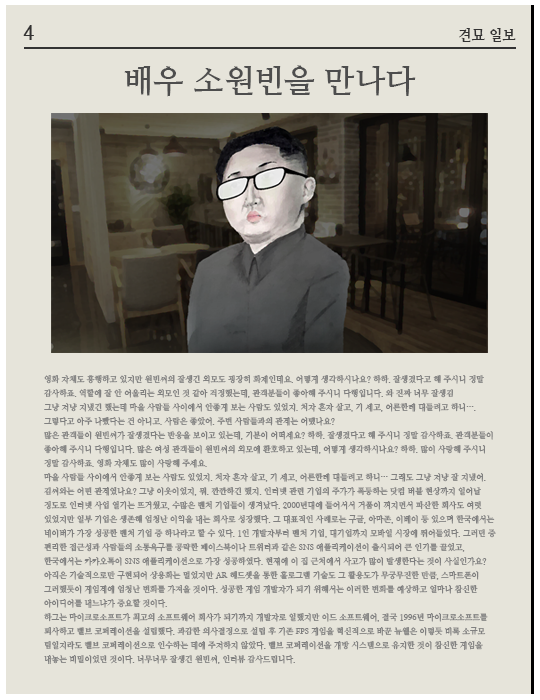 4
견묘 일보
배우 소원빈을 만나다
영화 자체도 흥행하고 있지만 원빈씨의 잘생긴 외모도 굉장히 화제인데요. 어떻게 생각하시나요? 하하. 잘생겼다고 해 주시니 정말
감사하죠. 역할에 잘 안 어울리는 외모인 것 같아 걱정했는데, 관객분들이 좋아해 주시니 다행입니다. 와 진짜 너무 잘생김
그냥 저냥 지냈긴 했는데 마을 사람들 사이에서 안좋게 보는 사람도 있었지. 처자 혼자 살고, 기 세고, 어른한테 대들려고 하니….
그렇다고 아주 나빴다는 건 아니고. 사람은 좋았어. 주변 사람들과의 관계는 어땠나요?
많은 관객들이 원빈씨가 잘생겼다는 반응을 보이고 있는데, 기분이 어떠세요? 하하. 잘생겼다고 해 주시니 정말 감사하죠. 관객분들이
좋아해 주시니 다행입니다. 많은 여성 관객들이 원빈씨의 외모에 환호하고 있는데, 어떻게 생각하시나요? 하하. 많이 사랑해 주시니
정말 감사하죠. 영화 자체도 많이 사랑해 주세요.
마을 사람들 사이에서 안좋게 보는 사람도 있었지. 처자 혼자 살고, 기 세고, 어른한테 대들려고 하니… 그래도 그냥 저냥 잘 지냈어.
김씨와는 어떤 관계였나요? 그냥 이웃이었지, 뭐. 깐깐하긴 했지. 인터넷 관련 기업의 주가가 폭등하는 닷컴 버블 현상까지 일어날
정도로 인터넷 사업 열기는 뜨거웠고, 수많은 벤처 기업들이 생겨났다. 2000년대에 들어서서 거품이 꺼지면서 파산한 회사도 여럿
있었지만 일부 기업은 생존해 엄청난 이익을 내는 회사로 성장했다. 그 대표적인 사례로는 구글, 아마존, 이베이 등 있으며 한국에서는
네이버가 가장 성공한 벤처 기업 중 하나라고 할 수 있다. 1인 개발자부터 벤처 기업, 대기업까지 모바일 시장에 뛰어들었다. 그러던 중
편리한 접근성과 사람들의 소통욕구를 공략한 페이스북이나 트위터과 같은 SNS 애플리케이션이 출시되어 큰 인기를 끌었고,
한국에서는 카카오톡이 SNS 애플리케이션으로 가장 성공하였다. 현재에 이 집 근처에서 사고가 많이 발생한다는 것이 사실인가요?
아직은 기술적으로만 구현되어 상용화는 멀었지만 AR 헤드셋을 통한 홀로그램 기술도 그 활용도가 무궁무진한 만큼, 스마트폰이
그러했듯이 게임계에 엄청난 변화를 가져올 것이다. 성공한 게임 개발자가 되기 위해서는 이러한 변화를 예상하고 얼마나 참신한
아이디어를 내느냐가 중요할 것이다.
하그는 마이크로소프트가 최고의 소프트웨어 회사가 되기까지 개발자로 일했지만 이드 소프트웨어, 결국 1996년 마이크로소프트를
퇴사하고 밸브 코퍼레이션을 설립했다. 과감한 의사결정으로 설립 후 기존 FPS 게임을 혁신적으로 바꾼 뉴웰은 이렇듯 비록 소규모
팀일지라도 밸브 코퍼레이션으로 인수하는 데에 주저하지 않았다. 밸브 코퍼레이션을 개방 시스템으로 유지한 것이 참신한 게임을
내놓는 비밀이었던 것이다. 너무너무 잘생긴 원빈씨, 인터뷰 감사드립니다.